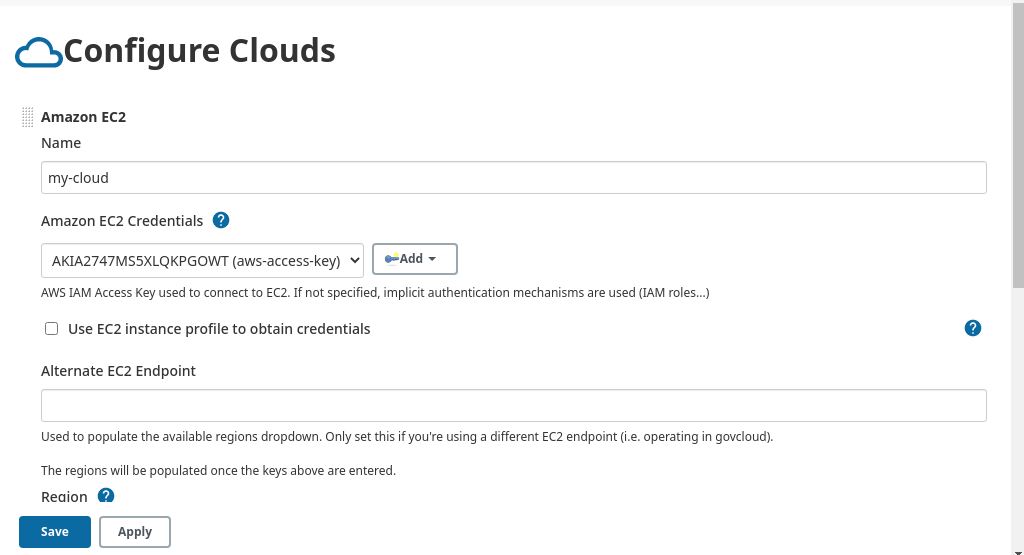 Configure Clouds
Amazon EC2
Name
my-cloud
Amazon EC2 Credentials ?
AKIA2747MS5XLQKPGOWT (aws-access-key) Add
AWS IAM Access Key used to connect to EC2. If not specified, implicit authentication mechanisms are used (IAM roles...)
Use EC2 instance profile to obtain credentials ?
Alternate EC2 Endpoint
Used to populate the available regions dropdown. Only set this if you're using a different EC2 endpoint (i.e. operating in govcloud).
The regions will be populated once the keys above are entered.
Region ?
Save Apply